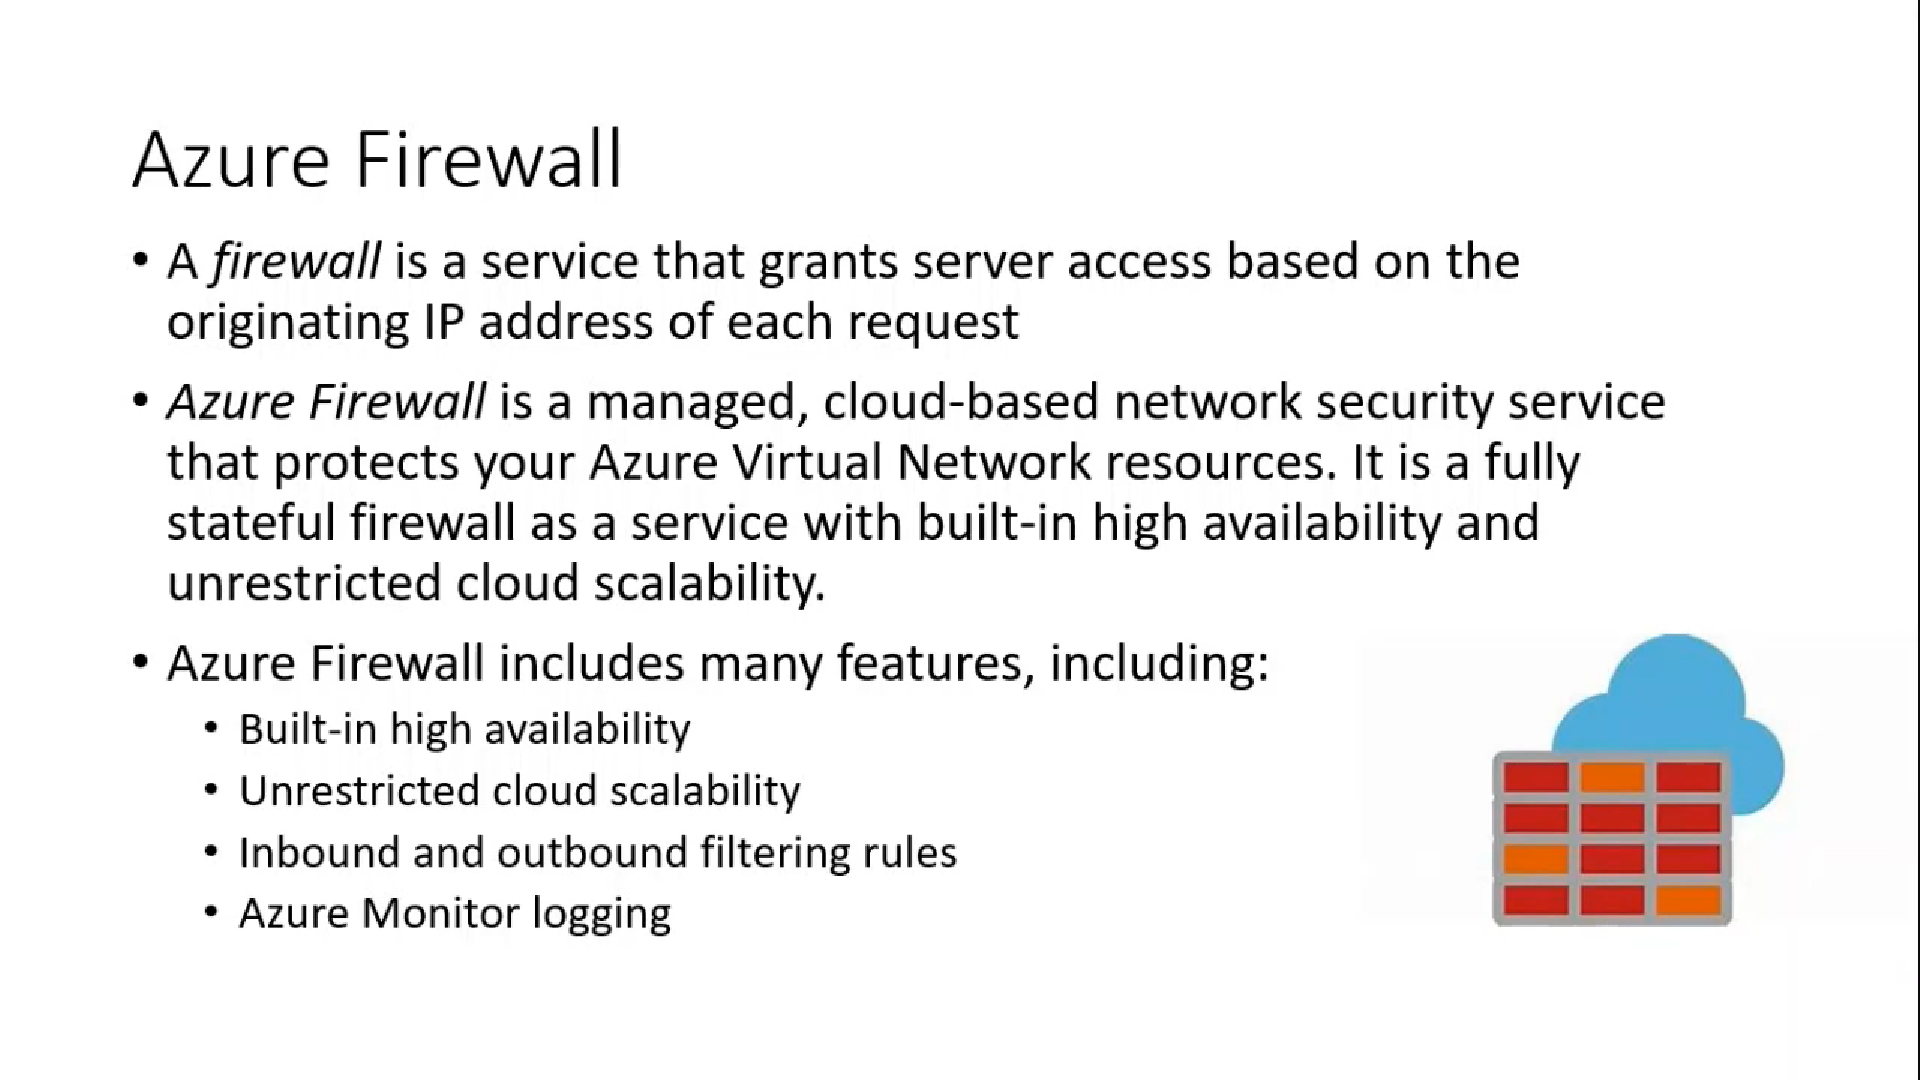 Azure Firewall
• A firewall is a service that grants server access based on the
originating IP address of each request
• Azure Firewall is a managed, cloud-based network security service
that protects your Azure Virtual Network resources. It is a fully
stateful firewall as a service with built-in high availability and
unrestricted cloud scalability.
• Azure Firewall includes many features, including:
• Built-in high availability
• Unrestricted cloud scalability
• Inbound and outbound filtering rules
• Azure Monitor logging